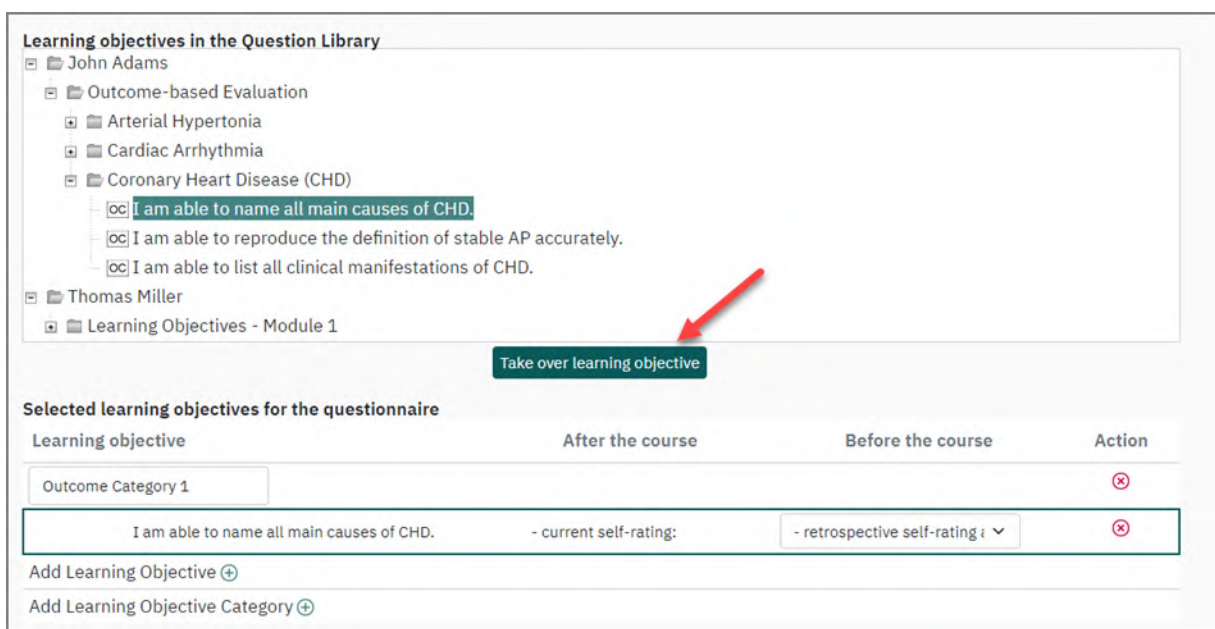 Learning objectives in the Question Library
John Adams
Outcome-based Evaluation
Arterial Hypertonia
Cardiac Arrhythmia
Coronary Heart Disease (CHD)
OC I am able to name all main causes of CHD.
OC I am able to reproduce the definition of stable AP accurately.
OC I am able to list all clinical manifestations of CHD.
Thomas Miller
Learning Objectives - Module 1
Take over learning objective
Selected learning objectives for the questionnaire
Learning objective After the course Before the course Action
Outcome Category 1
I am able to name all main causes of CHD. - current self-rating: - retrospective self-rating a
Add Learning Objective
Add Learning Objective Category